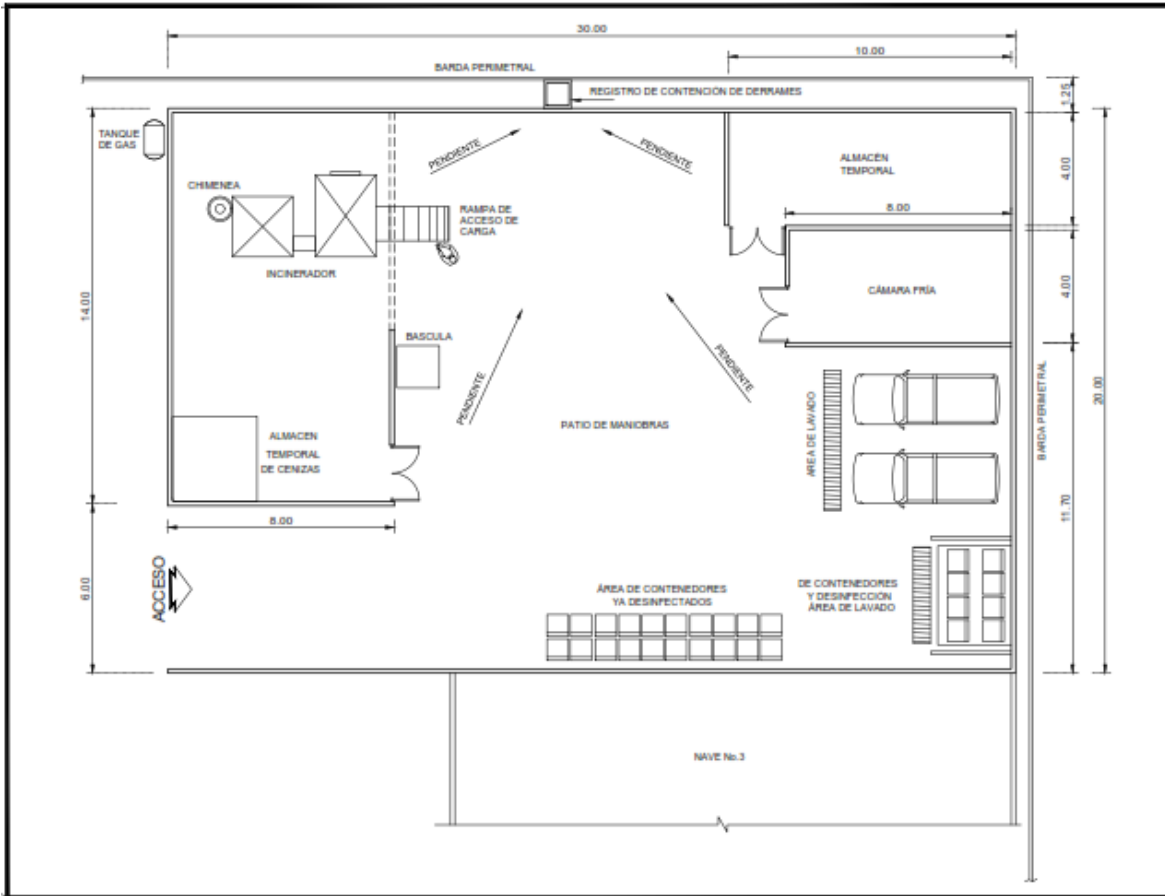 30.00
10.00
BARDA PERIMETRAL
REGISTRO DE CONTENCIÓN DE DERRAMES
1.25
TANQUE
DE GAS
PENDIENTE
PENDIENTE
ALMACÉN
TEMPORAL
4.00
CHIMENEA
RAMPA DE
ACCESO DE
CARGA
8.00
INCINERADOR
CÁMARA FRÍA
4.00
14.00
BASCULA
PENDIENTE
PENDIENTE
20.00
BARDA PERIMETRAL
ÁREA DE LAVADO
PATIO DE MANIOBRAS
ALMACEN
TEMPORAL
DE CENIZAS
11.70
8.00
ACCESO
6.00
ÁREA DE CONTENEDORES
YA DESINFECTADOS
DE CONTENEDORES
Y DESINFECCIÓN
ÁREA DE LAVADO
NAVE No.3